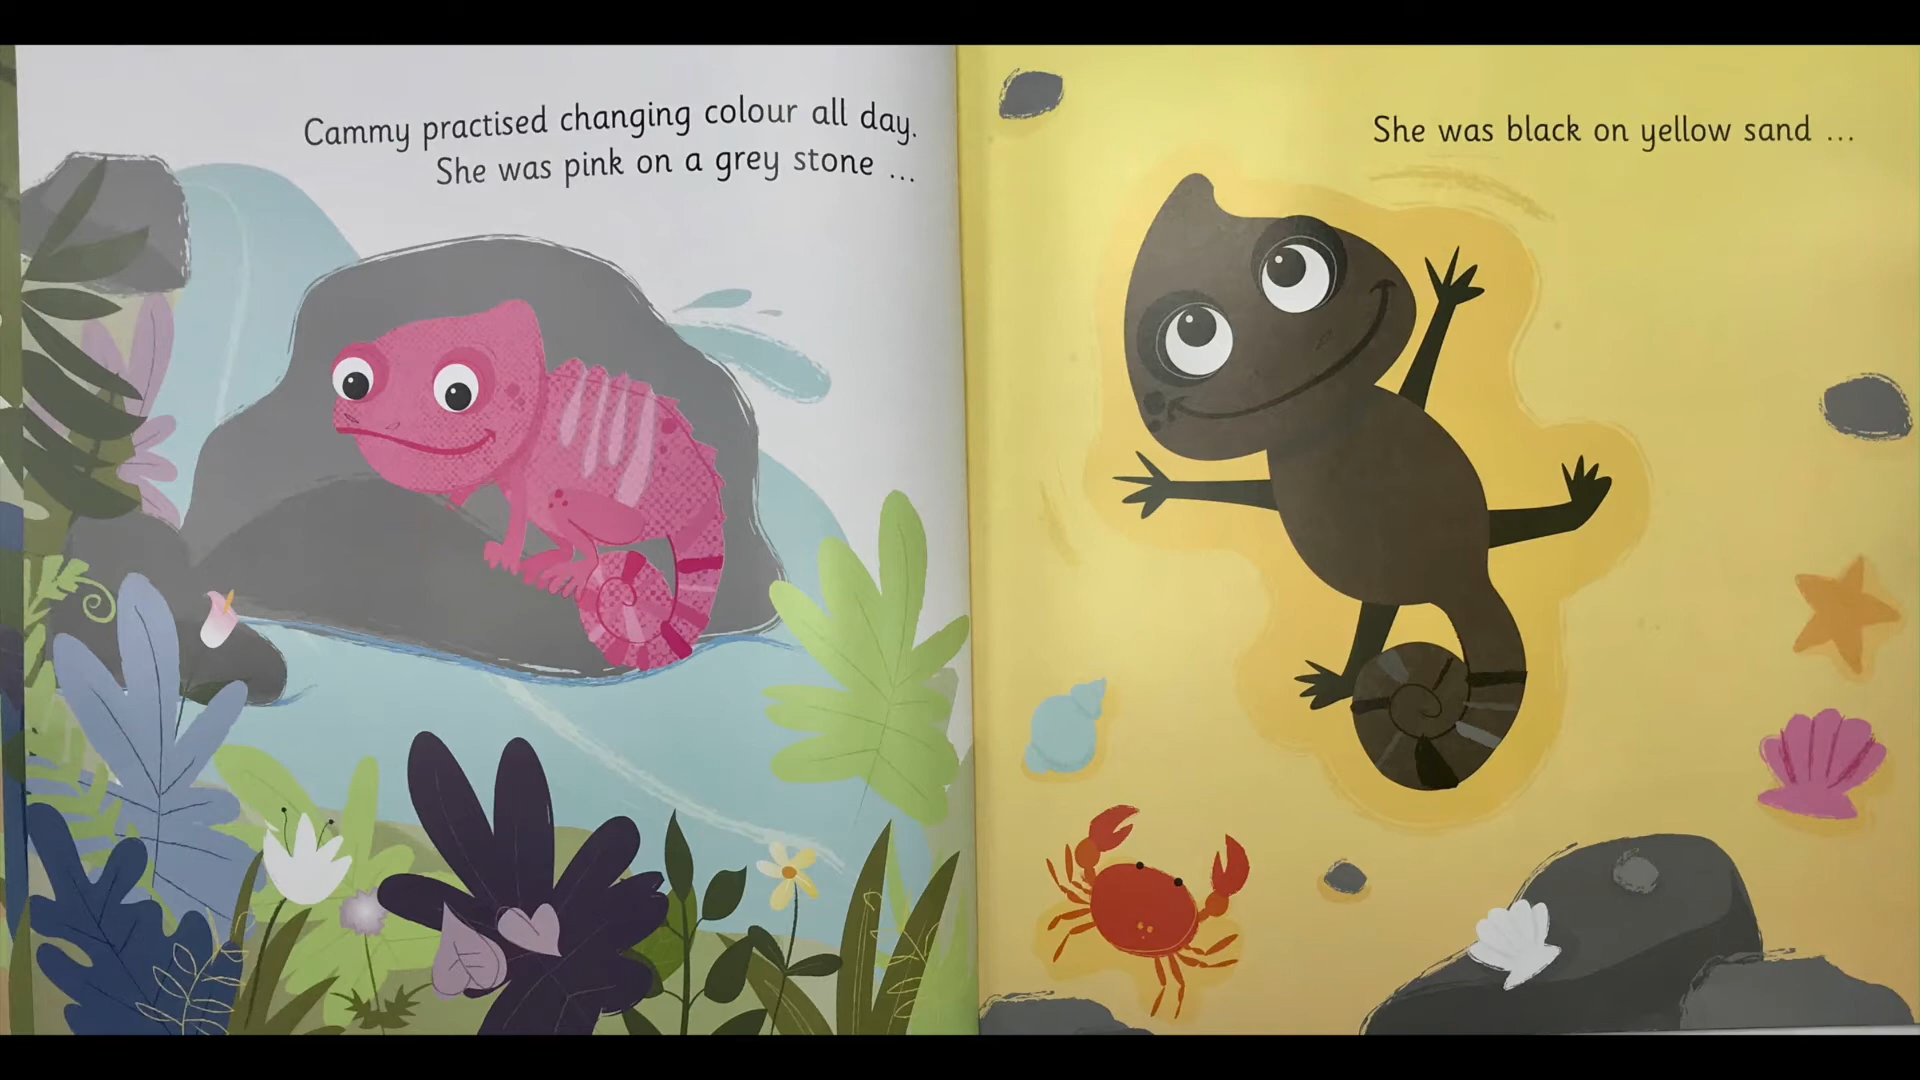 Cammy practised changing colour all day.
She was pink on a grey stone ...
She was black on yellow sand ...